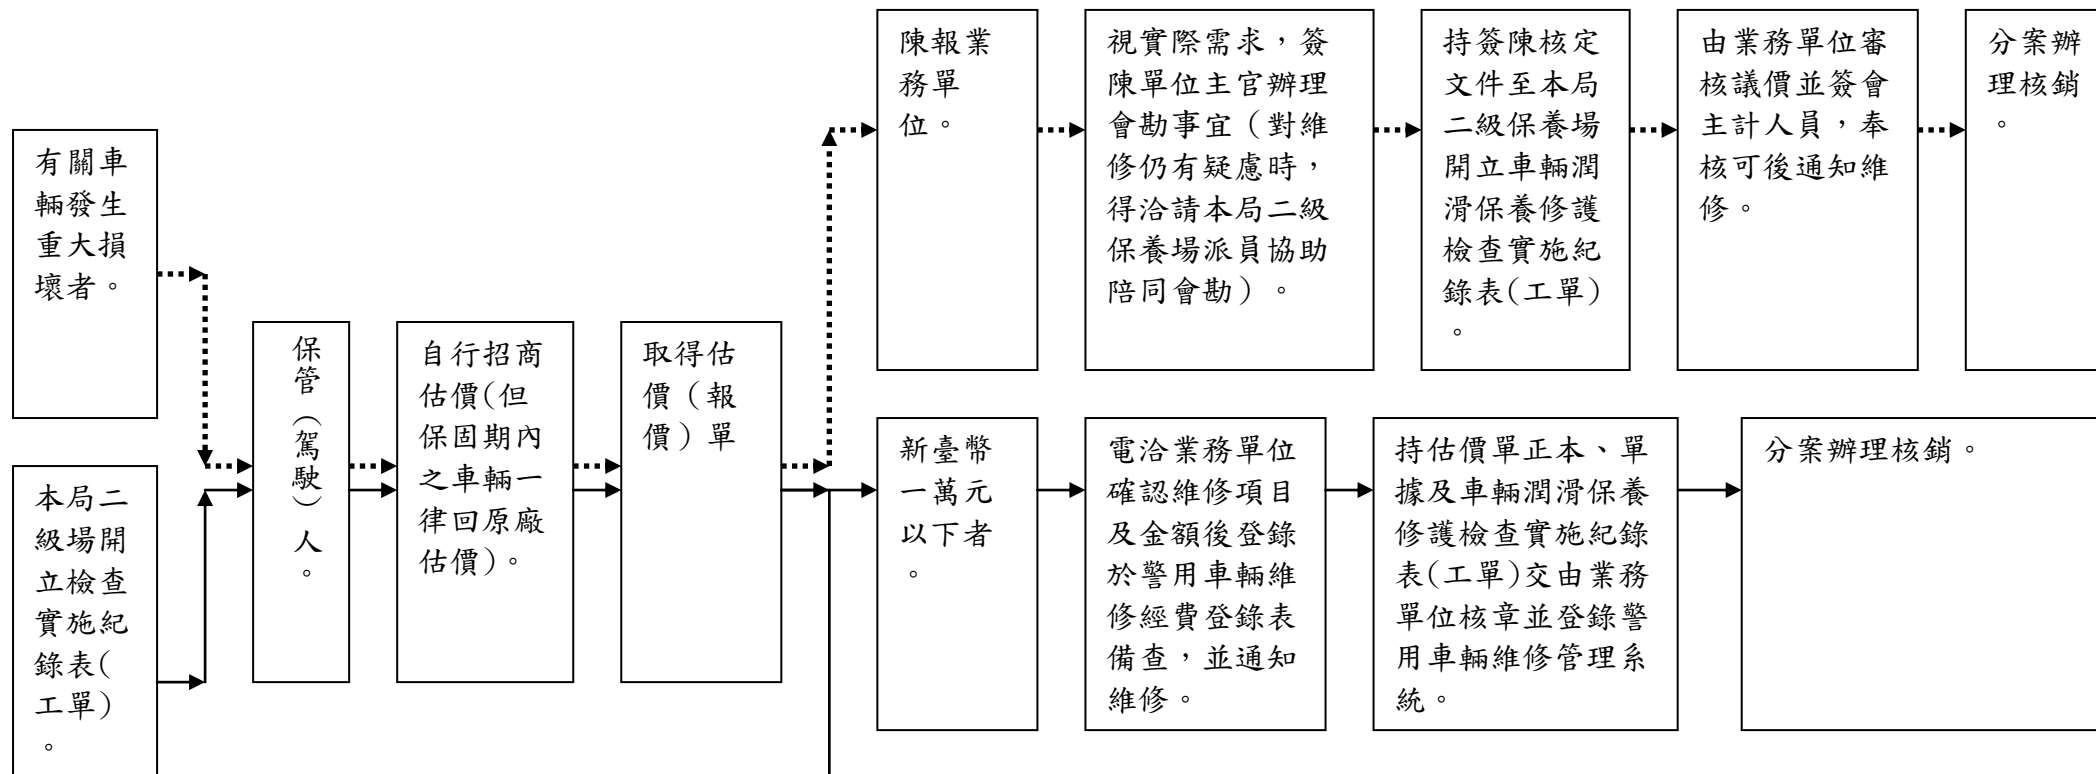 有關車
輛發生
重大損
壞者。
本局二
級場開
立檢查
實施紀
錄表(
工單)
。
保管（駕駛）人。
自行招商
估價(但
保固期內
之車輛一
律回原廠
估價)。
取得估
價（報
價）單
陳報業
務單
位。
視實際需求，簽
陳單位主官辦理
會勘事宜（對維
修仍有疑慮時，
得洽請本局二級
保養場派員協助
陪同會勘）。
持簽陳核定
文件至本局
二級保養場
開立車輛潤
滑保養修護
檢查實施紀
錄表(工單)
。
由業務單位審
核議價並簽會
主計人員，奉
核可後通知維
修。
分案辦
理核銷
。
新臺幣
一萬元
以下者
。
電洽業務單位
確認維修項目
及金額後登錄
於警用車輛維
修經費登錄表
備查，並通知
維修。
持估價單正本、單
據及車輛潤滑保養
修護檢查實施紀錄
表(工單)交由業務
單位核章並登錄警
用車輛維修管理系
統。
分案辦理核銷。